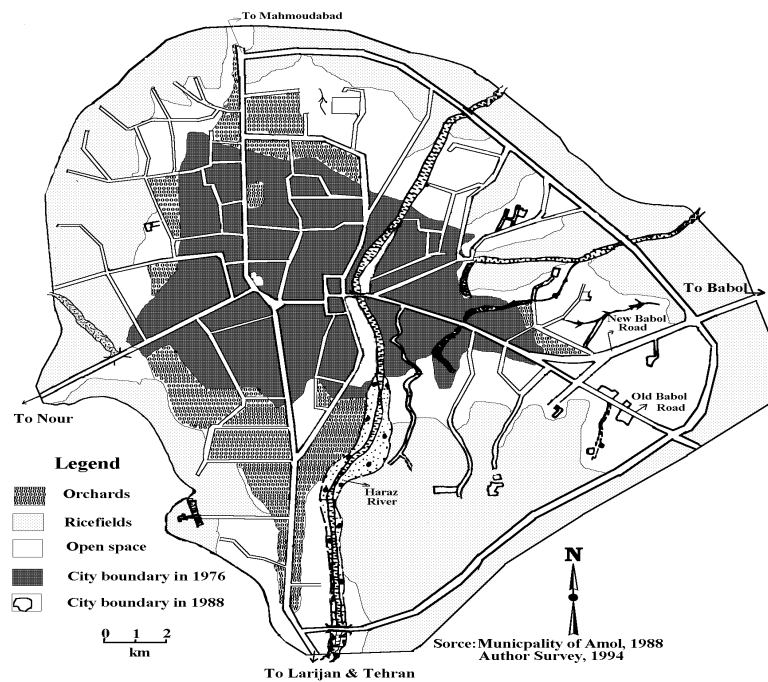 To Mahmoudabad
To Babol
New Babol
Road
Old Babol
Road
To Nour
Legend
Orchards
Haraz
River
Ricefields
Open space
City boundary in 1976
City boundary in 1988
N
0 1 2
km
Sorce: Municpality of Amol, 1988
Author Survey, 1994
To Larijan & Tehran